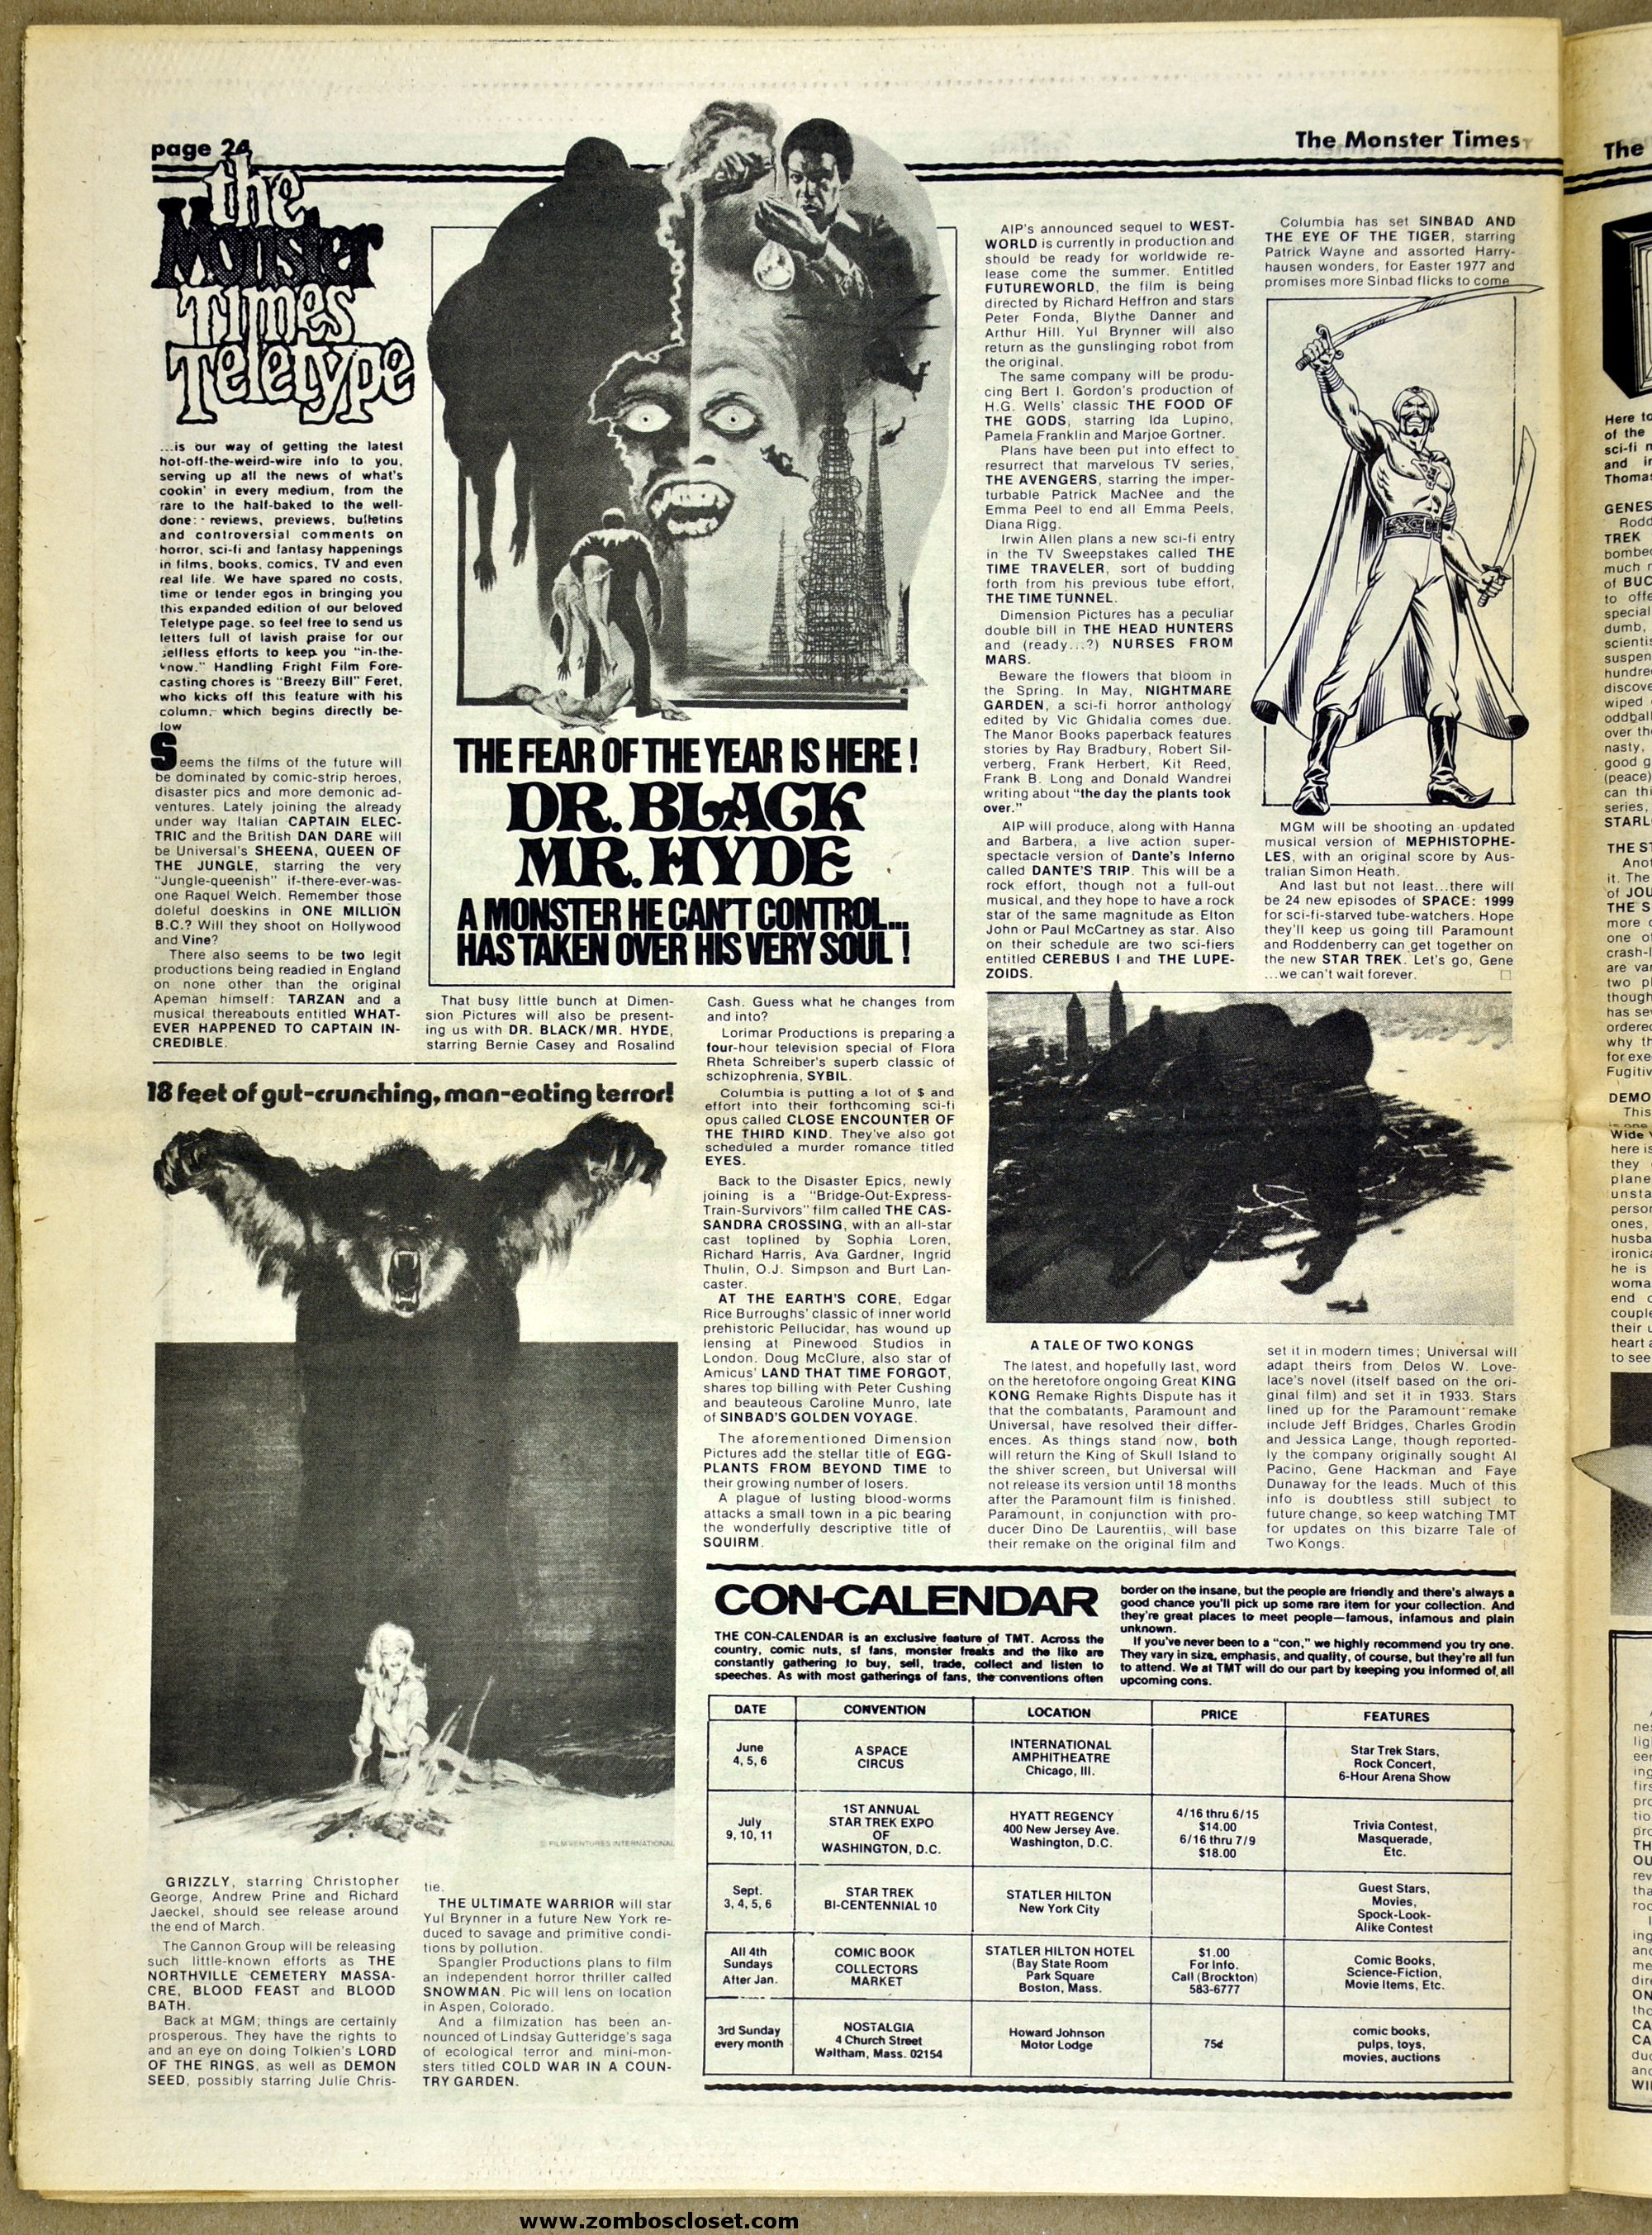 page 24
The Monster Times
the
Monster
Times
Teletype
...is our way of getting the latest
hot-off-the-weird-wire info to you,
serving up all the news of what's
cookin' in every medium, from the
rare to the half-baked to the well-
done: reviews, previews, bulletins
and controversial comments on
horror, sci-fi and fantasy happenings
in films, books, comics, TV and even
real life. We have spared no costs,
time or tender egos in bringing you
this expanded edition of our beloved
Teletype page, so feel free to send us
letters full of lavish praise for our
selfless efforts to keep you "in-the-
know." Handling Fright Film Fore-
casting chores is "Breezy Bill" Feret,
who kicks off this feature with his
column, which begins directly be-
low
Seems the films of the future will
be dominated by comic-strip heroes,
disaster pics and more demonic ad-
ventures. Lately joining the already
under way Italian CAPTAIN ELEC-
TRIC and the British DAN DARE will
be Universal's SHEENA, QUEEN OF
THE JUNGLE, starring the very
"Jungle-queenish" if-there-ever-was-
one Raquel Welch. Remember those
doleful doeskins in ONE MILLION
B.C.? Will they shoot on Hollywood
and Vine?
There also seems to be two legit
productions being readied in England
on none other than the original
Apeman himself: TARZAN and a
musical thereabouts entitled WHAT-
EVER HAPPENED TO CAPTAIN IN-
CREDIBLE.
THE FEAR OF THE YEAR IS HERE!
DR. BLACK
MR. HYDE
A MONSTER HE CAN'T CONTROL...
HAS TAKEN OVER HIS VERY SOUL!
That busy little bunch at Dimen-
sion Pictures will also be present-
ing us with DR. BLACK/MR. HYDE,
starring Bernie Casey and Rosalind
Cash. Guess what he changes from
and into?
Lorimar Productions is preparing a
four-hour television special of Flora
Rheta Schreiber's superb classic of
schizophrenia, SYBIL.
Columbia is putting a lot of $ and
effort into their forthcoming sci-fi
opus called CLOSE ENCOUNTER OF
THE THIRD KIND. They've also got
scheduled a murder romance titled
EYES.
Back to the Disaster Epics, newly
joining is a "Bridge-Out-Express-
Train-Survivors" film called THE CAS-
SANDRA CROSSING, with an all-star
cast toplined by Sophia Loren,
Richard Harris, Ava Gardner, Ingrid
Thulin, O.J. Simpson and Burt Lan-
caster.
AT THE EARTH'S CORE, Edgar
Rice Burroughs' classic of inner world
prehistoric Pellucidar, has wound up
lensing at Pinewood Studios in
London. Doug McClure, also star of
Amicus' LAND THAT TIME FORGOT,
shares top billing with Peter Cushing
and beauteous Caroline Munro, late
of SINBAD'S GOLDEN VOYAGE.
The aforementioned Dimension
Pictures add the stellar title of EGG-
PLANTS FROM BEYOND TIME to
their growing number of losers.
A plague of lusting blood-worms
attacks a small town in a pic bearing
the wonderfully descriptive title of
SQUIRM.
18 feet of gut-crunching, man-eating terror!
© FILM VENTURES INTERNATIONAL
GRIZZLY, starring Christopher
George, Andrew Prine and Richard
Jaeckel, should see release around
the end of March.
The Cannon Group will be releasing
such little-known efforts as THE
NORTHVILLE CEMETERY MASSA-
CRE, BLOOD FEAST and BLOOD
BATH.
Back at MGM; things are certainly
prosperous. They have the rights to
and an eye on doing Tolkien's LORD
OF THE RINGS, as well as DEMON
SEED, possibly starring Julie Chris-
tie.
THE ULTIMATE WARRIOR will star
Yul Brynner in a future New York re-
duced to savage and primitive condi-
tions by pollution.
Spangler Productions plans to film
an independent horror thriller called
SNOWMAN. Pic will lens on location
in Aspen, Colorado.
And a filmization has been an-
nounced of Lindsay Gutteridge's saga
of ecological terror and mini-mon-
sters titled COLD WAR IN A COUN-
TRY GARDEN.
AIP's announced sequel to WEST-
WORLD is currently in production and
should be ready for worldwide re-
lease come the summer. Entitled
FUTUREWORLD, the film is being
directed by Richard Heffron and stars
Peter Fonda, Blythe Danner and
Arthur Hill. Yul Brynner will also
return as the gunslinging robot from
the original.
The same company will be produ-
cing Bert I. Gordon's production of
H.G. Wells' classic THE FOOD OF
THE GODS, starring Ida Lupino,
Pamela Franklin and Marjoe Gortner.
Plans have been put into effect to
resurrect that marvelous TV series,
THE AVENGERS, starring the imper-
turbable Patrick MacNee and the
Emma Peel to end all Emma Peels,
Diana Rigg.
Irwin Allen plans a new sci-fi entry
in the TV Sweepstakes called THE
TIME TRAVELER, sort of budding
forth from his previous tube effort,
THE TIME TUNNEL.
Dimension Pictures has a peculiar
double bill in THE HEAD HUNTERS
and (ready...?) NURSES FROM
MARS.
Beware the flowers that bloom in
the Spring. In May, NIGHTMARE
GARDEN, a sci-fi horror anthology
edited by Vic Ghidalia comes due.
The Manor Books paperback features
stories by Ray Bradbury, Robert Sil-
verberg, Frank Herbert, Kit Reed,
Frank B. Long and Donald Wandrei
writing about "the day the plants took
over."
AIP will produce, along with Hanna
and Barbera, a live action super-
spectacle version of Dante's Inferno
called DANTE'S TRIP. This will be a
rock effort, though not a full-out
musical, and they hope to have a rock
star of the same magnitude as Elton
John or Paul McCartney as star. Also
on their schedule are two sci-fiers
entitled CEREBUS I and THE LUPE-
ZOIDS.
Columbia has set SINBAD AND
THE EYE OF THE TIGER, starring
Patrick Wayne and assorted Harry-
hausen wonders, for Easter 1977 and
promises more Sinbad flicks to come
MGM will be shooting an updated
musical version of MEPHISTOPHE-
LES, with an original score by Aus-
tralian Simon Heath.
And last but not least...there will
be 24 new episodes of SPACE: 1999
for sci-fi-starved tube-watchers. Hope
they'll keep us going till Paramount
and Roddenberry can get together on
the new STAR TREK. Let's go, Gene
...we can't wait forever. □
A TALE OF TWO KONGS
The latest, and hopefully last, word
on the heretofore ongoing Great KING
KONG Remake Rights Dispute has it
that the combatants, Paramount and
Universal, have resolved their differ-
ences. As things stand now, both
will return the King of Skull Island to
the shiver screen, but Universal will
not release its version until 18 months
after the Paramount film is finished.
Paramount, in conjunction with pro-
ducer Dino De Laurentiis, will base
their remake on the original film and
set it in modern times; Universal will
adapt theirs from Delos W. Love-
lace's novel (itself based on the ori-
ginal film) and set it in 1933. Stars
lined up for the Paramount remake
include Jeff Bridges, Charles Grodin
and Jessica Lange, though reported-
ly the company originally sought Al
Pacino, Gene Hackman and Faye
Dunaway for the leads. Much of this
info is doubtless still subject to
future change, so keep watching TMT
for updates on this bizarre Tale of
Two Kongs.
CON-CALENDAR
THE CON-CALENDAR is an exclusive feature of TMT. Across the
country, comic nuts, sf fans, monster freaks and the like are
constantly gathering to buy, sell, trade, collect and listen to
speeches. As with most gatherings of fans, the conventions often
border on the insane, but the people are friendly and there's always a
good chance you'll pick up some rare item for your collection. And
they're great places to meet people—famous, infamous and plain
unknown.
If you've never been to a "con," we highly recommend you try one.
They vary in size, emphasis, and quality, of course, but they're all fun
to attend. We at TMT will do our part by keeping you informed of all
upcoming cons.
DATE CONVENTION LOCATION PRICE FEATURES
June
4, 5, 6
A SPACE
CIRCUS
INTERNATIONAL
AMPHITHEATRE
Chicago, Ill.
Star Trek Stars,
Rock Concert,
6-Hour Arena Show
July
9, 10, 11
1ST ANNUAL
STAR TREK EXPO
OF
WASHINGTON, D.C.
HYATT REGENCY
400 New Jersey Ave.
Washington, D.C.
4/16 thru 6/15
$14.00
6/16 thru 7/9
$18.00
Trivia Contest,
Masquerade,
Etc.
Sept.
3, 4, 5, 6
STAR TREK
BI-CENTENNIAL 10
STATLER HILTON
New York City
Guest Stars,
Movies,
Spock-Look-
Alike Contest
All 4th
Sundays
After Jan.
COMIC BOOK
COLLECTORS
MARKET
STATLER HILTON HOTEL
(Bay State Room
Park Square
Boston, Mass.
$1.00
For Info.
Call (Brockton)
583-6777
Comic Books,
Science-Fiction,
Movie Items, Etc.
3rd Sunday
every month
NOSTALGIA
4 Church Street
Waltham, Mass. 02154
Howard Johnson
Motor Lodge
75¢
comic books,
pulps, toys,
movies, auctions
The
Here to
of the
sci-fi
and
Thomas
TREK
of BUC
to offe
special
dumb,
(peace)
can thi
series,
STARL
THE ST
it. The
of JOU
THE S
DEMO
This
Wide
here is
they
he is
heart
to see
www.zomboscloset.com